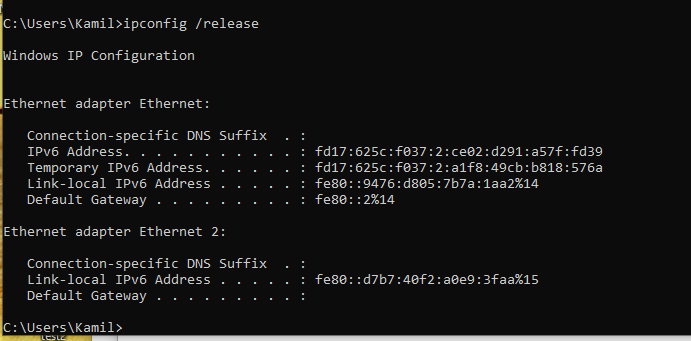 C:\Users\Kamil>ipconfig /release
Windows IP Configuration
Ethernet adapter Ethernet:
Connection-specific DNS Suffix  . :
IPv6 Address. . . . . . . . . . . : fd17:625c:f037:2:ce02:d291:a57f:fd39
Temporary IPv6 Address. . . . . . : fd17:625c:f037:2:a1f8:49cb:b818:576a
Link-local IPv6 Address . . . . . : fe80::9476:d805:7b7a:1aa2%14
Default Gateway . . . . . . . . . : fe80::2%14
Ethernet adapter Ethernet 2:
Connection-specific DNS Suffix  . :
Link-local IPv6 Address . . . . . : fe80::d7b7:40f2:a0e9:3faa%15
Default Gateway . . . . . . . . . :
C:\Users\Kamil>
test2